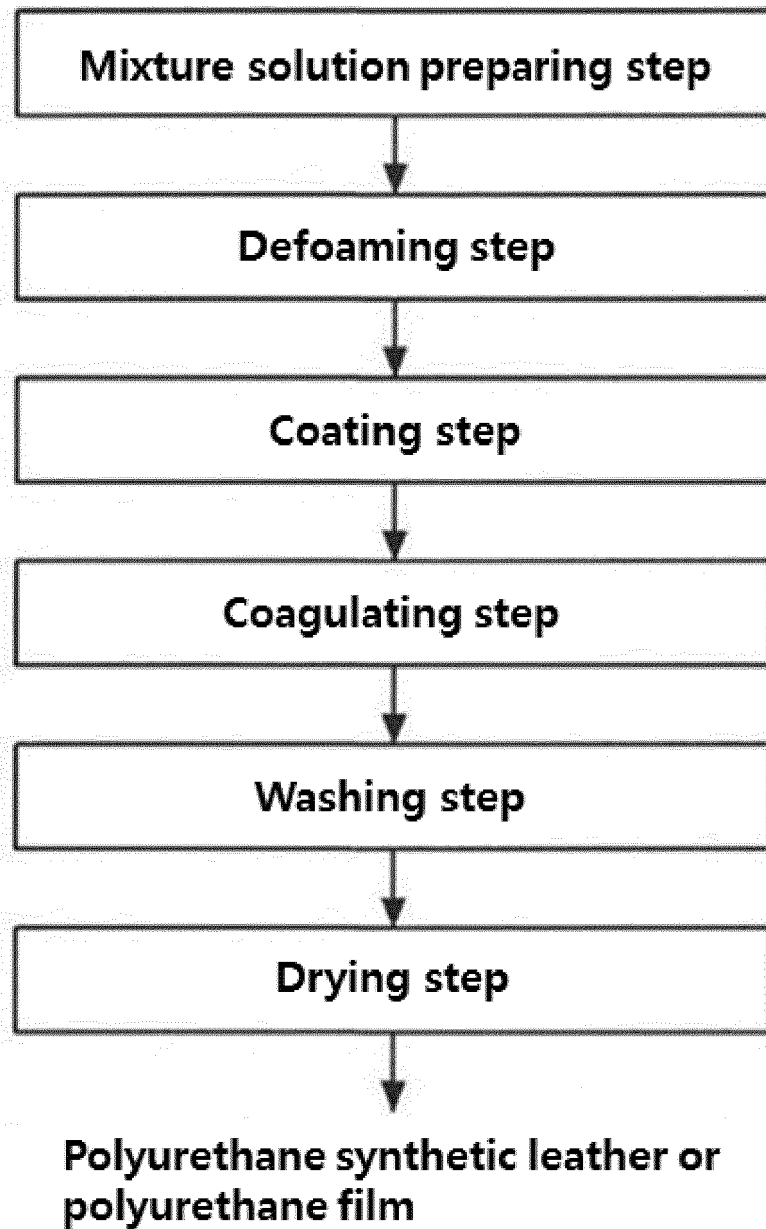 Mixture solution preparing step
Defoaming step
Coating step
Coagulating step
Washing step
Drying step
Polyurethane synthetic leather or
polyurethane film